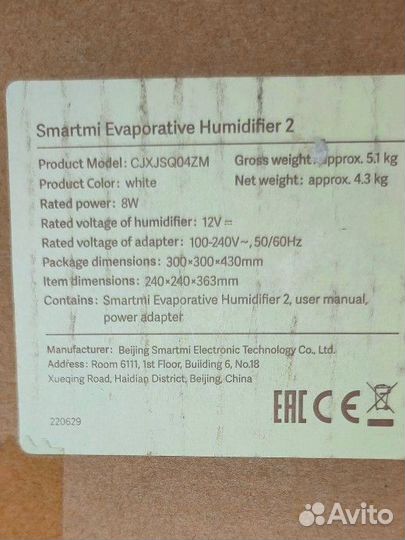 Smartmi Evaporative Humidifier 2
Product Model: CJXJSQ04ZM Gross weight: approx. 5.1 kg
Product Color: white Net weight: approx. 4.3 kg
Rated power: 8W
Rated voltage of humidifier: 12V⎓
Rated voltage of adapter: 100-240V~, 50/60Hz
Package dimensions: 300×300×430mm
Item dimensions: 240×240×363mm
Contains: Smartmi Evaporative Humidifier 2, user manual,
power adapter
Manufacturer: Beijing Smartmi Electronic Technology Co., Ltd.
Address: Room 6111, 1st Floor, Building 6, No.18
Xueqing Road, Haidian District, Beijing, China
220629
EAC CE
Avito